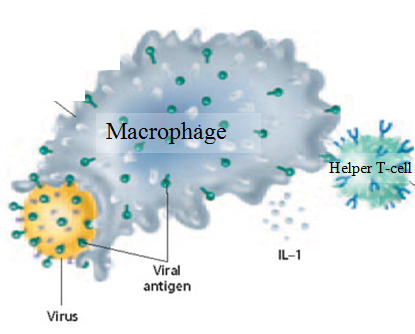 Macrophage
Helper T-cell
IL–1
Viral
antigen
Virus